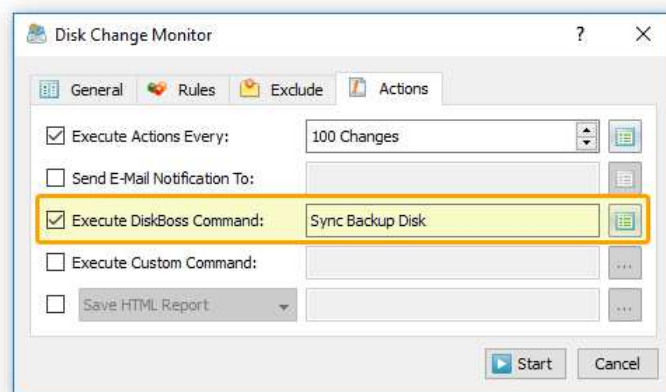 Disk Change Monitor
?
General Rules Exclude Actions
Execute Actions Every: 100 Changes
Send E-Mail Notification To:
Execute DiskBoss Command: Sync Backup Disk
Execute Custom Command: ...
Save HTML Report ...
Start Cancel